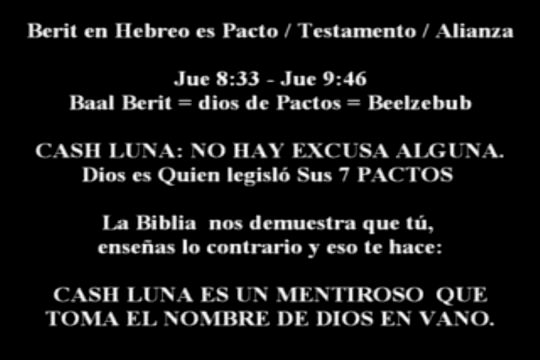 Berit en Hebreo es Pacto / Testamento / Alianza
Jue 8:33 - Jue 9:46
Baal Berit = dios de Pactos = Beelzebub
CASH LUNA: NO HAY EXCUSA ALGUNA.
Dios es Quien legisló Sus 7 PACTOS
La Biblia nos demuestra que tú,
enseñas lo contrario y eso te hace:
CASH LUNA ES UN MENTIROSO QUE
TOMA EL NOMBRE DE DIOS EN VANO.